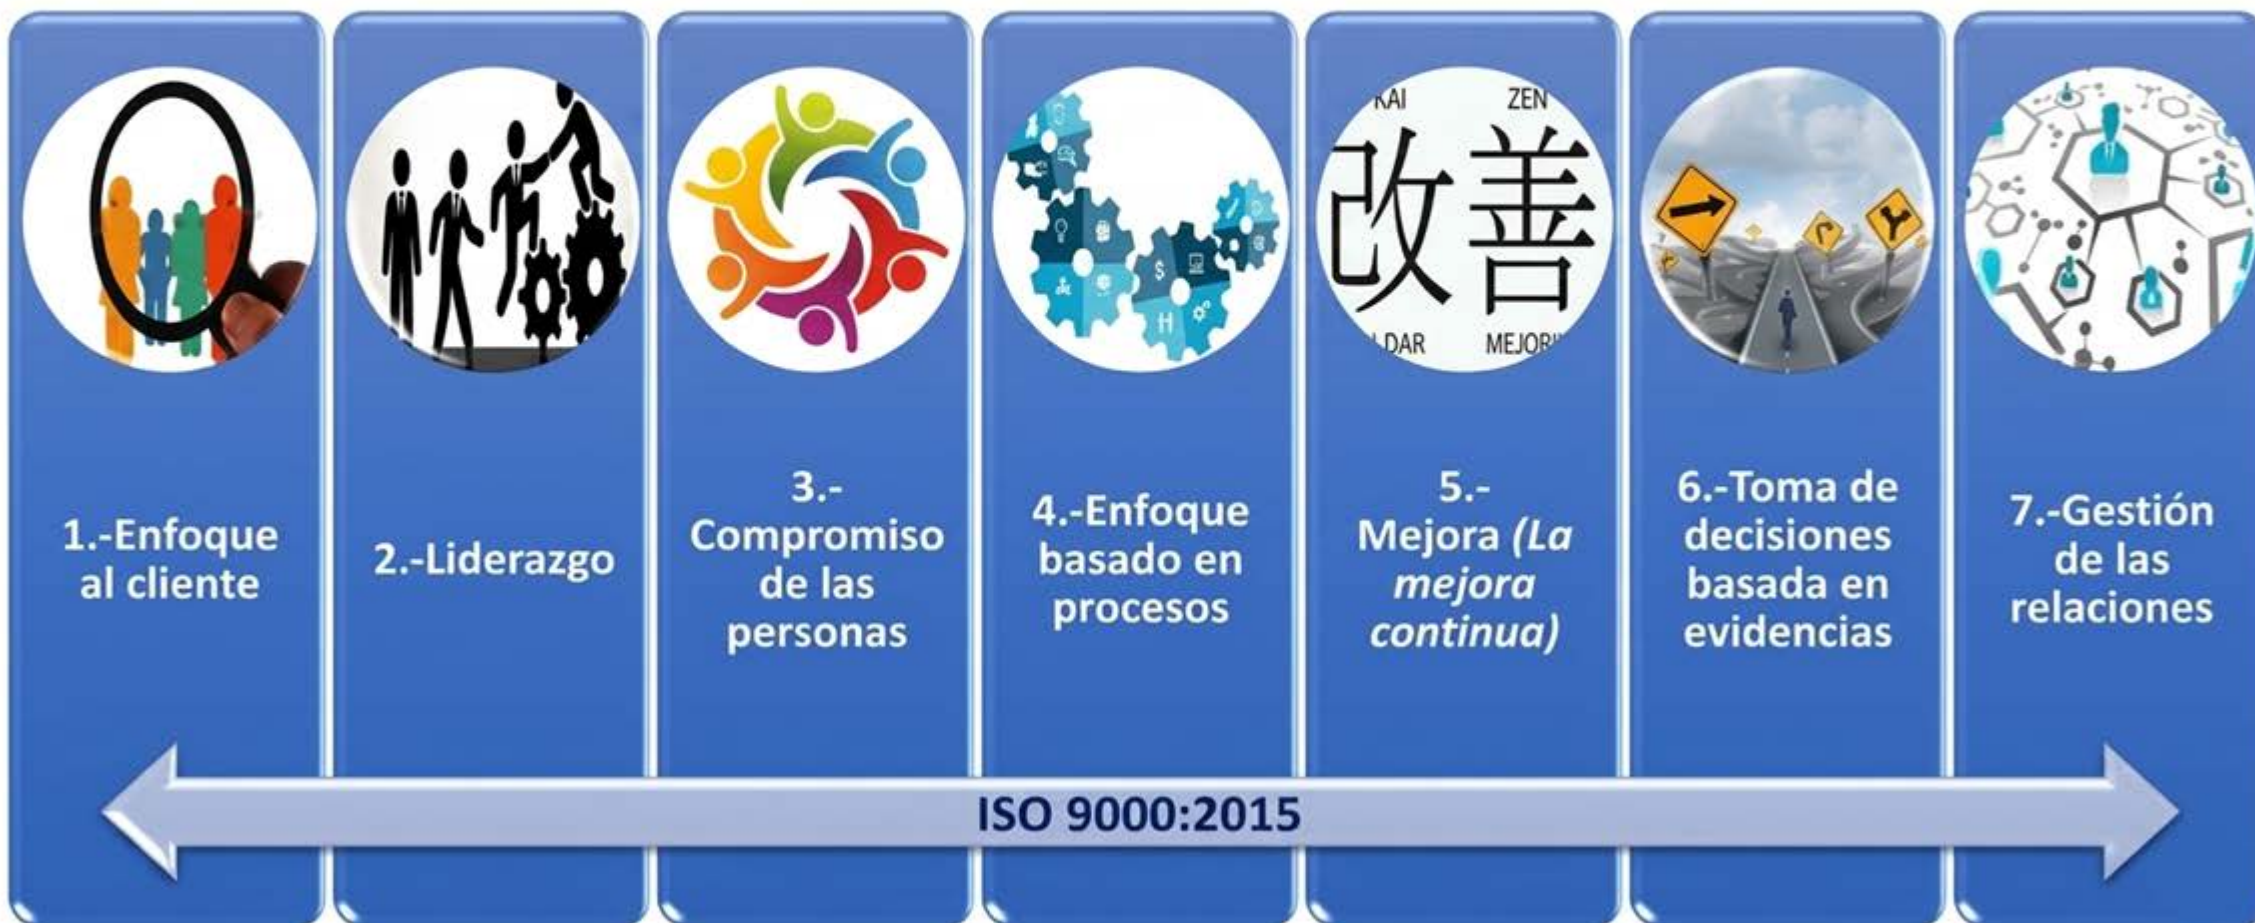 1.-Enfoque
al cliente
2.-Liderazgo
3.-
Compromiso
de las
personas
4.-Enfoque
basado en
procesos
KAI ZEN
改善
DAR
5.-
Mejora (La
mejora
continua)
6.-Toma de
decisiones
basada en
evidencias
7.-Gestión
de las
relaciones
ISO 9000:2015